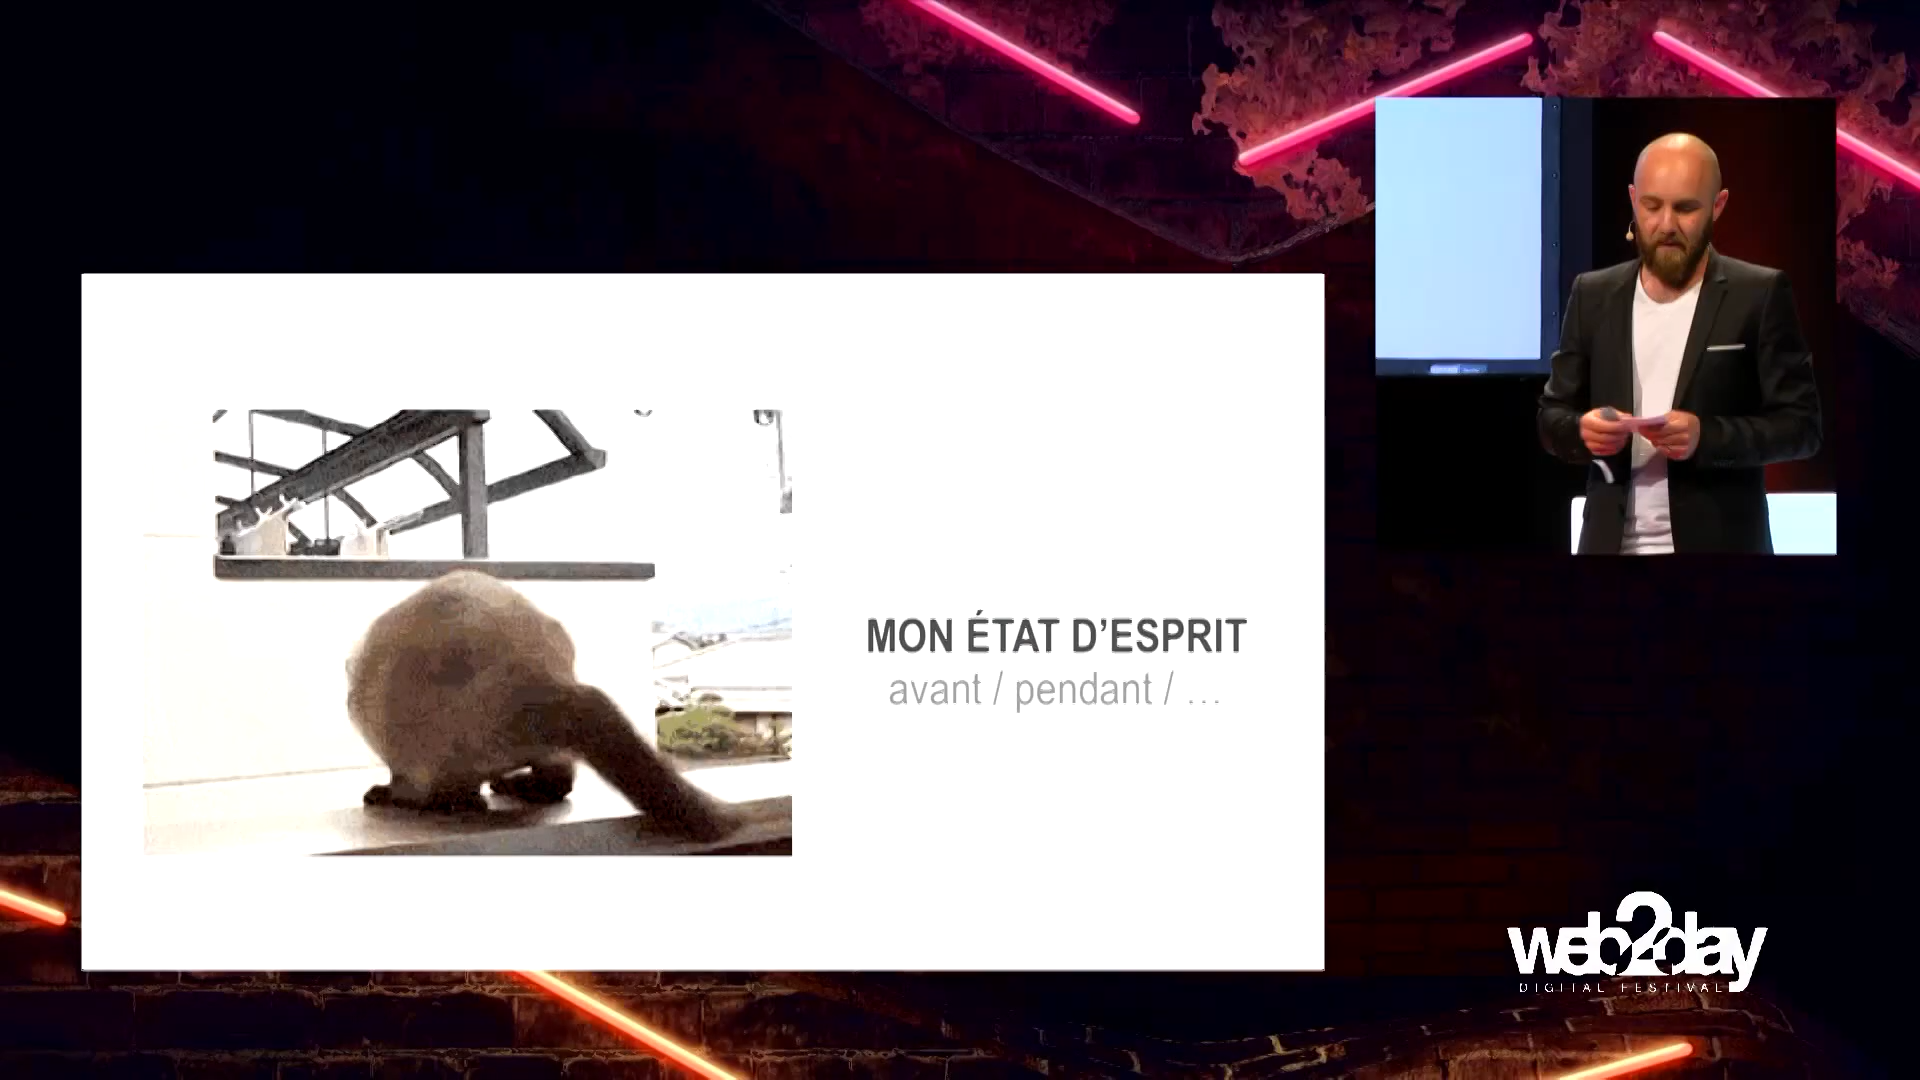 MON ÉTAT D'ESPRIT
avant / pendant / ...
web2day
DIGITAL FESTIVAL